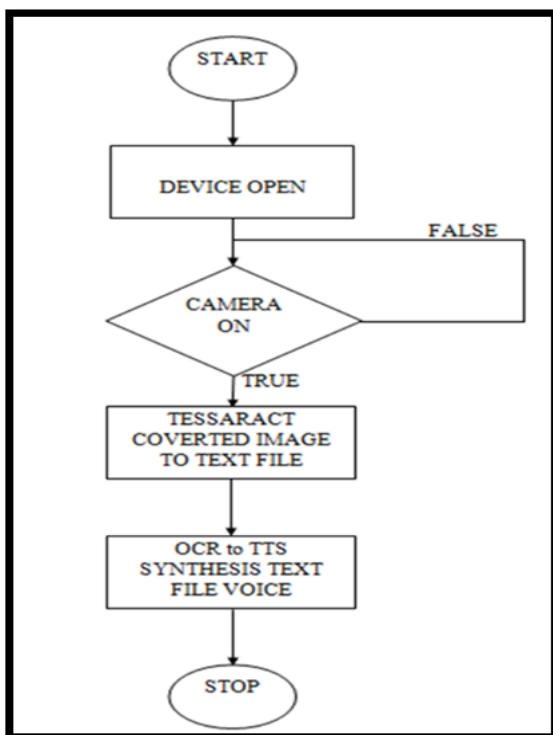 START
DEVICE OPEN
FALSE
CAMERA
ON
TRUE
TESSARACT
COVERTED IMAGE
TO TEXT FILE
OCR to TTS
SYNTHESIS TEXT
FILE VOICE
STOP